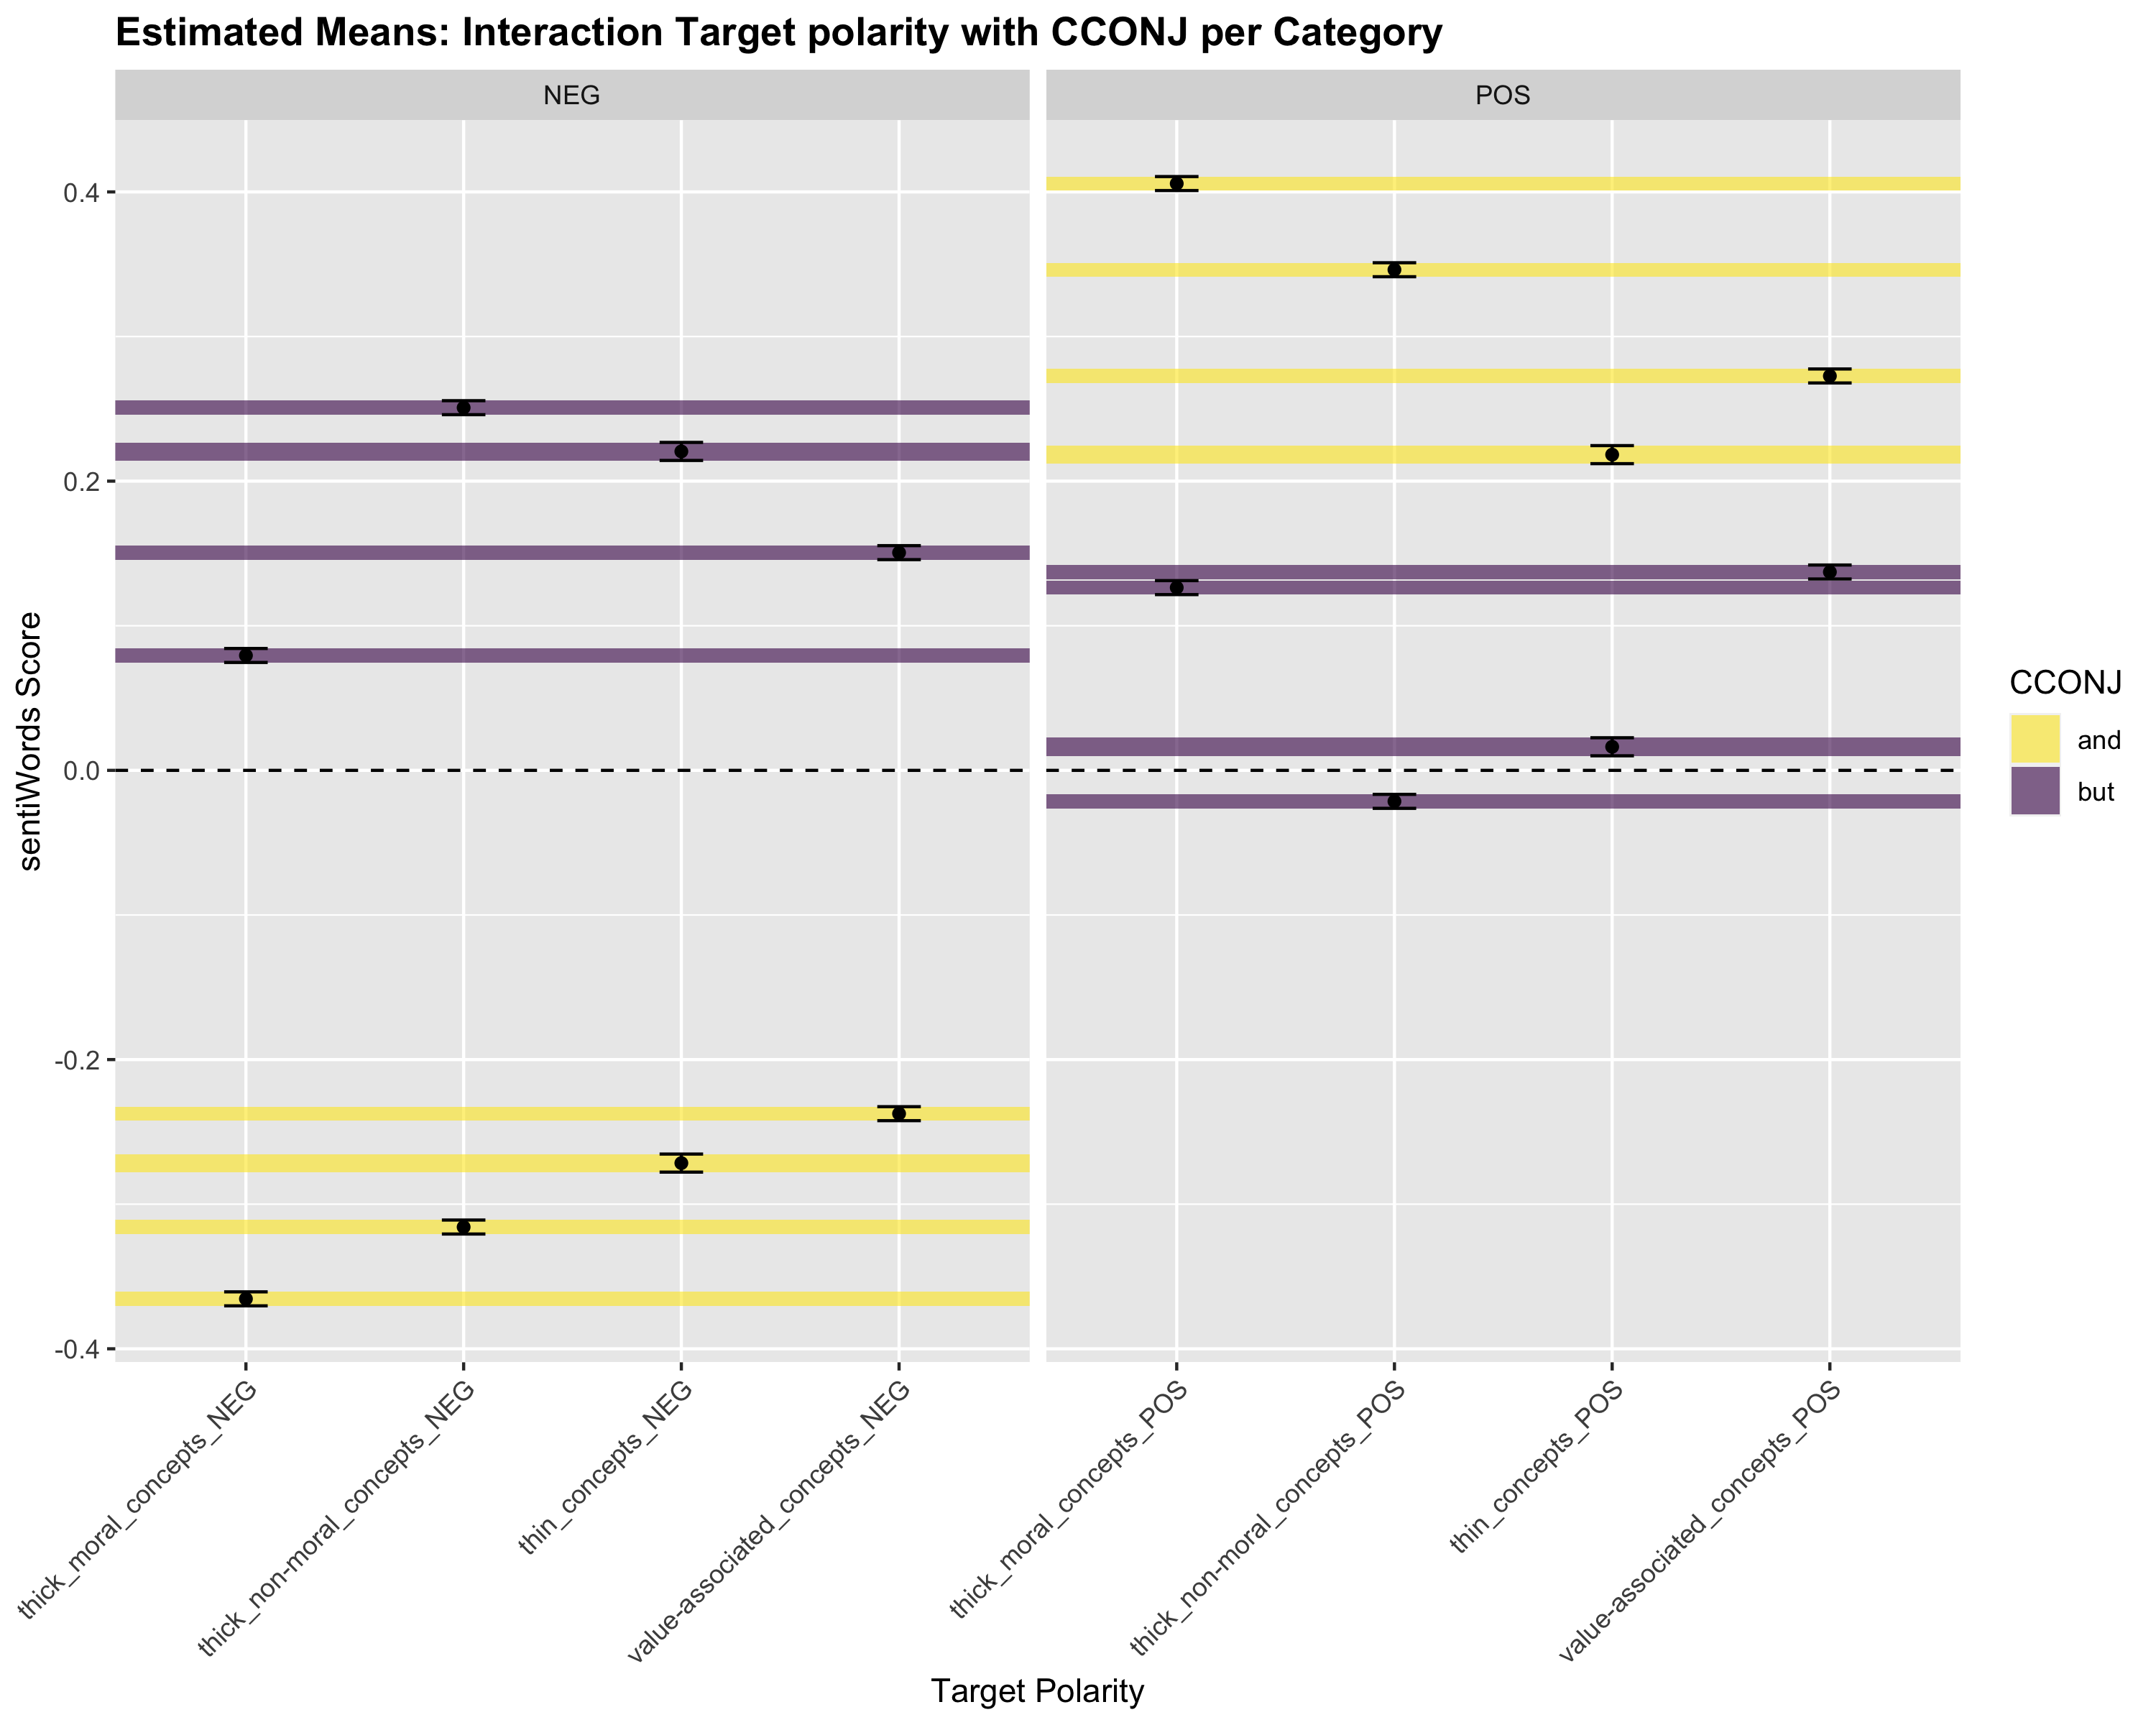 Estimated Means: Interaction Target polarity with CCONJ per Category
NEG
POS
sentiWords Score
0.4
0.2
0.0
-0.2
-0.4
thick_moral_concepts_NEG
thick_non-moral_concepts_NEG
thin_concepts_NEG
value-associated_concepts_NEG
thick_moral_concepts_POS
thick_non-moral_concepts_POS
thin_concepts_POS
value-associated_concepts_POS
Target Polarity
CCONJ
and
but